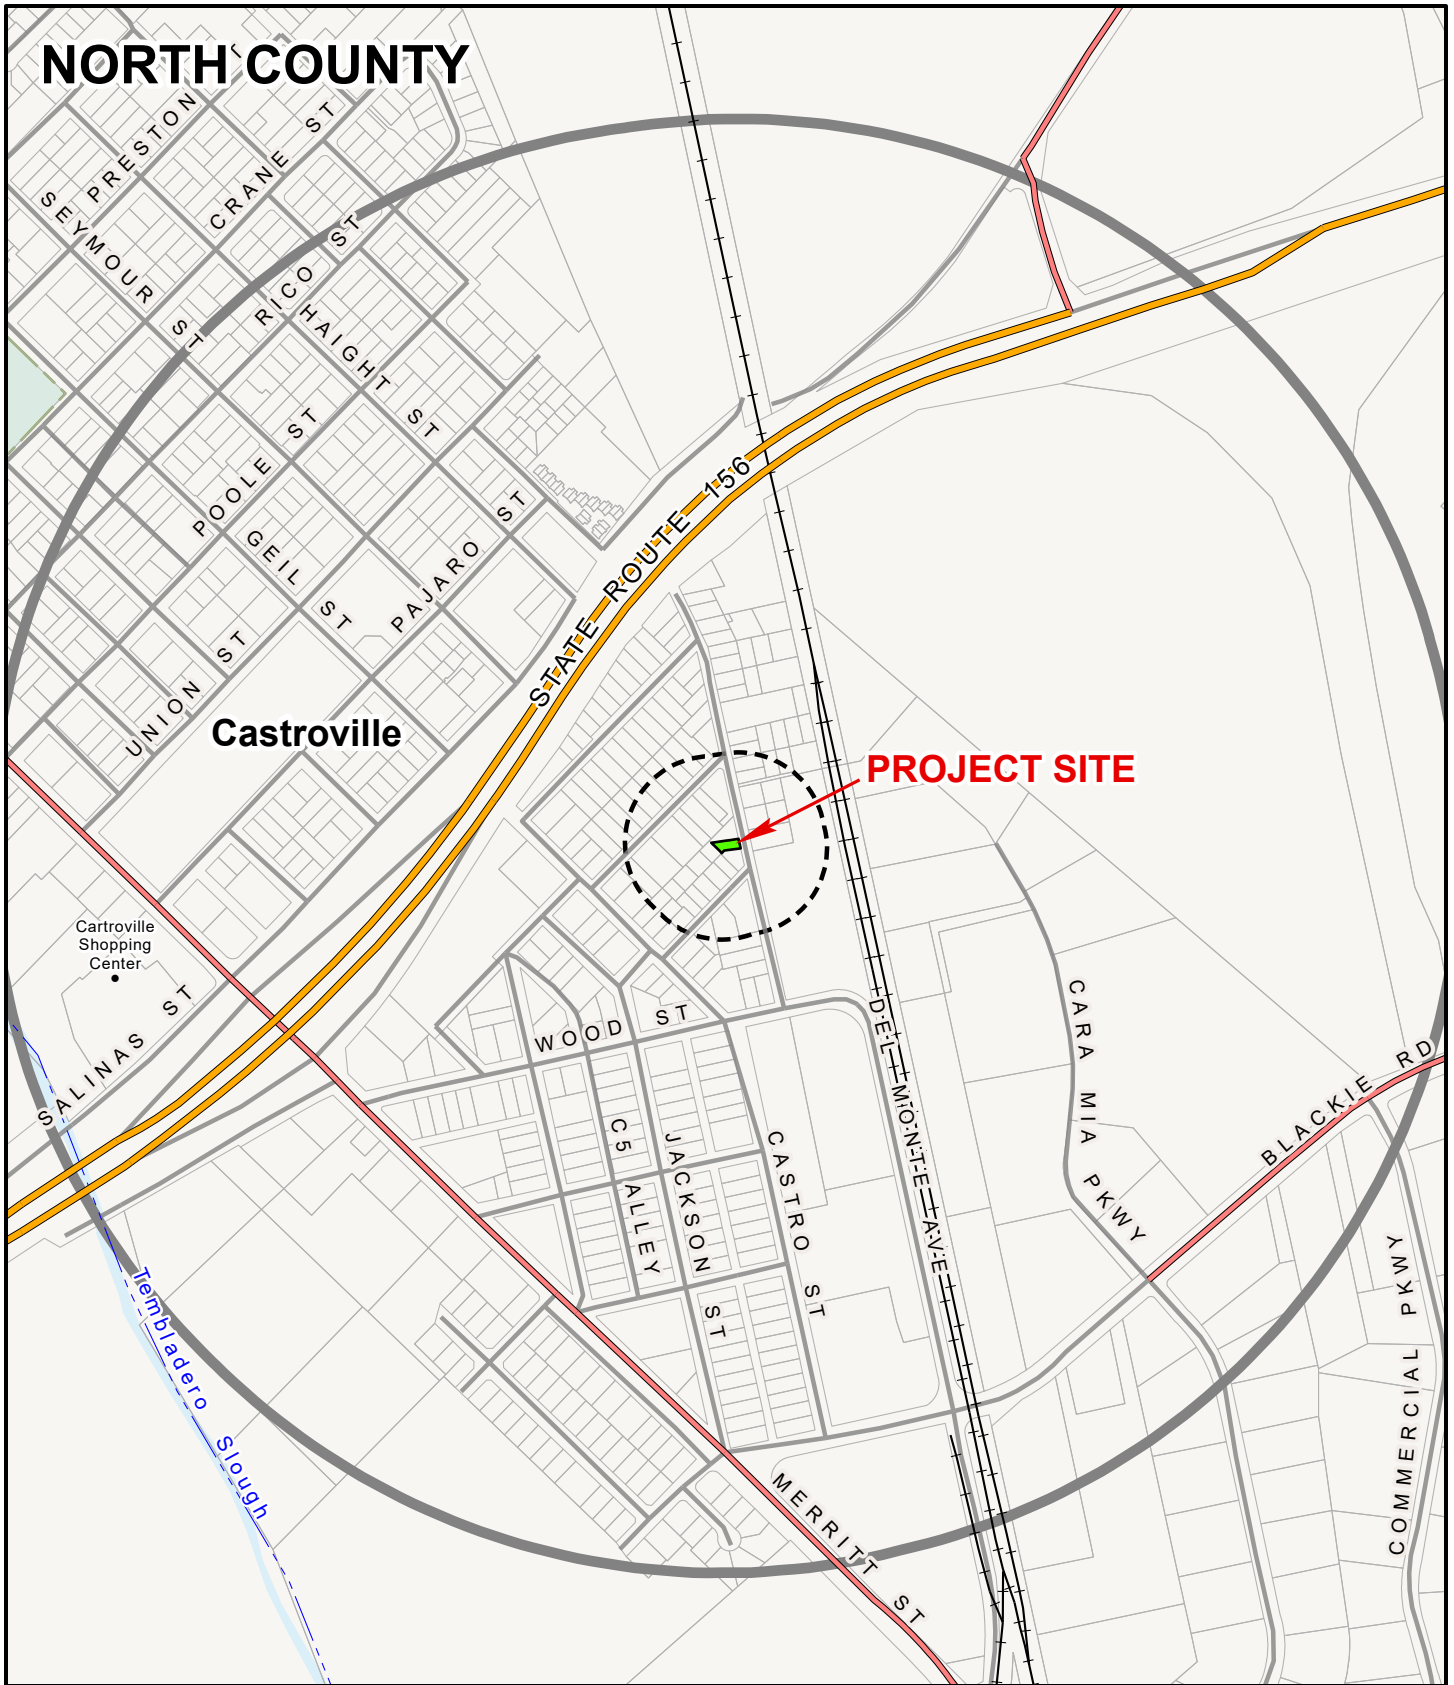 NORTH COUNTY
PRESTON
CRANE ST
SEYMOUR ST
RICO ST
HAIGHT ST
POOLE ST
GEIL ST
PAJARO ST
UNION ST
STATE ROUTE 156
Castroville
PROJECT SITE
Cartroville
Shopping
Center
SALINAS ST
WOOD ST
DEL MONTE AVE
CARA MIA PKWY
BLACKIE RD
C5 ALLEY
JACKSON ST
CASTRO ST
COMMERCIAL PKWY
Tembladero Slough
MERRITT ST